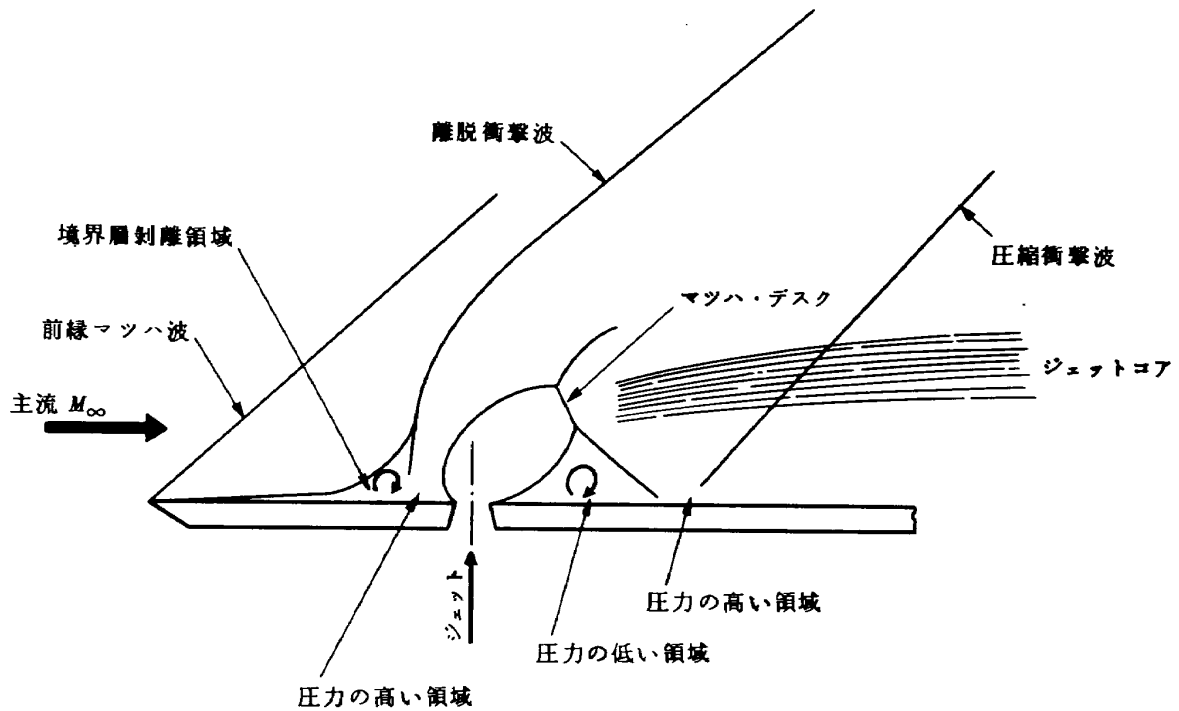 離脱衝撃波
境界層剝離領域
圧縮衝撃波
マツハ・デスク
前縁マツハ波
ジェットコア
主流 M∞
ジェット
圧力の高い領域
圧力の低い領域
圧力の高い領域